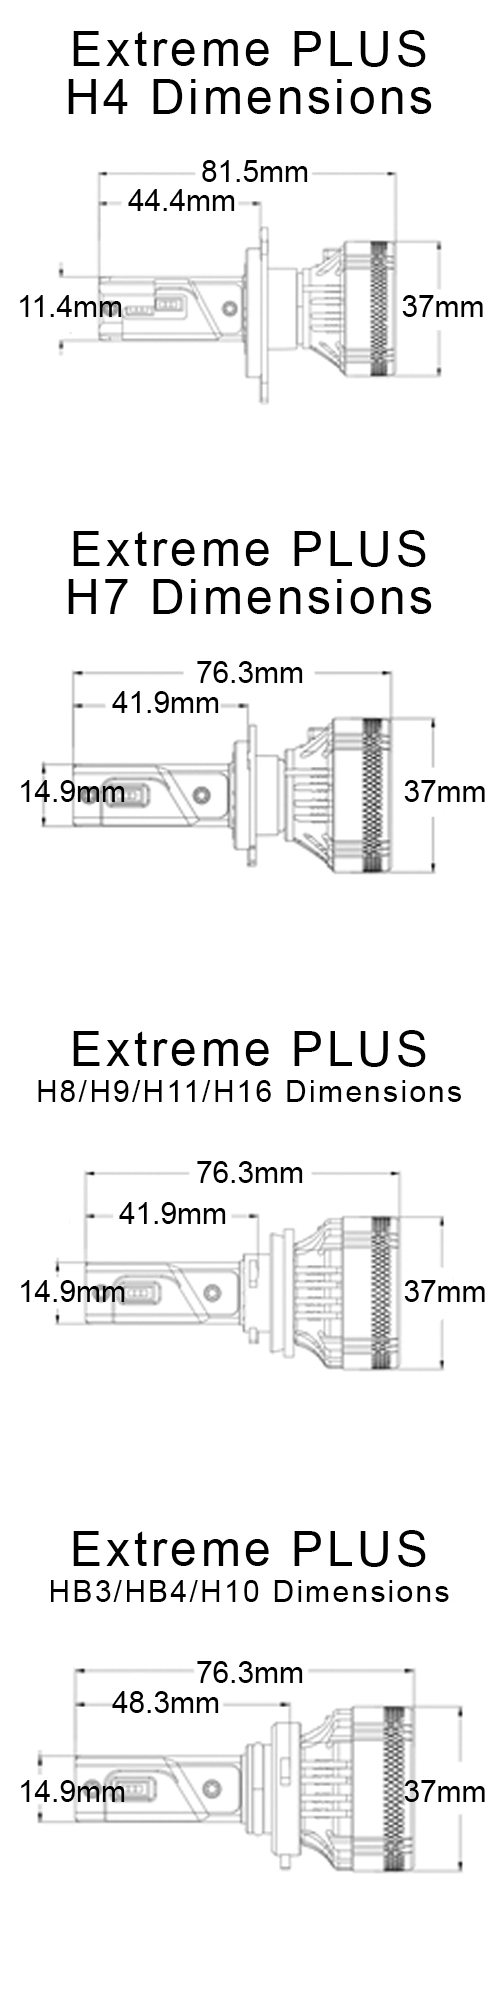 Extreme PLUS
H4 Dimensions
81.5mm
44.4mm
11.4mm
37mm
Extreme PLUS
H7 Dimensions
76.3mm
41.9mm
14.9mm
37mm
Extreme PLUS
H8/H9/H11/H16 Dimensions
76.3mm
41.9mm
14.9mm
37mm
Extreme PLUS
HB3/HB4/H10 Dimensions
76.3mm
48.3mm
14.9mm
37mm